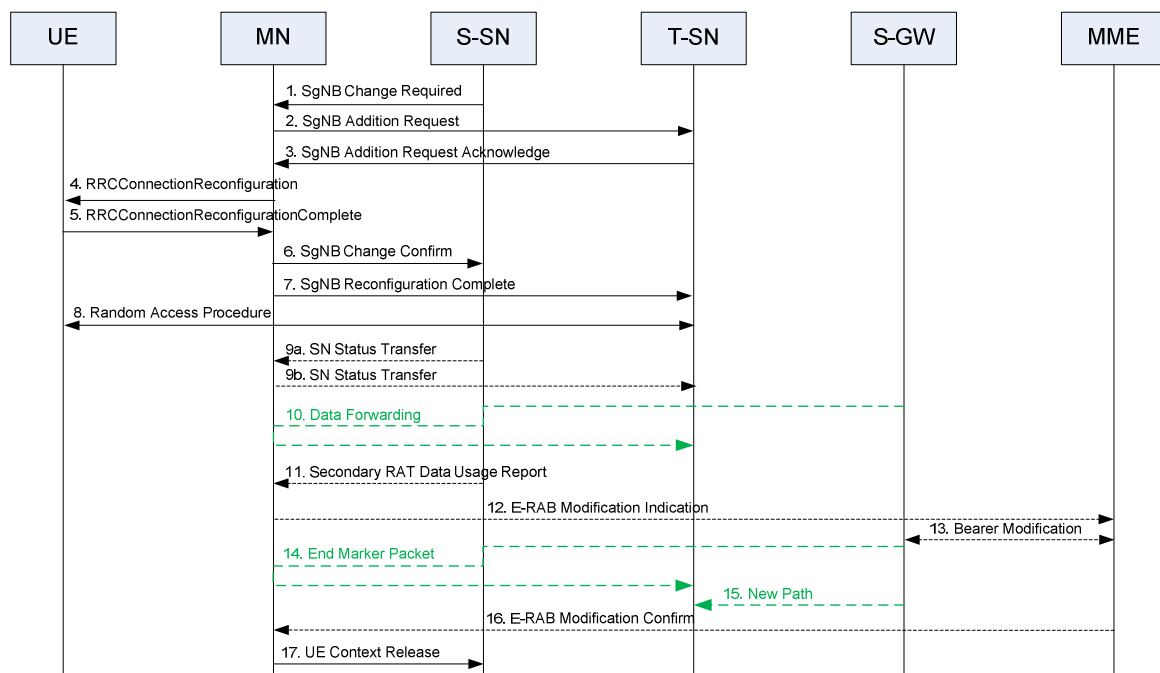 UE
MN
S-SN
T-SN
S-GW
MME
1. SgNB Change Required
2. SgNB Addition Request
3. SgNB Addition Request Acknowledge
4. RRCConnectionReconfiguration
5. RRCConnectionReconfigurationComplete
6. SgNB Change Confirm
7. SgNB Reconfiguration Complete
8. Random Access Procedure
9a. SN Status Transfer
9b. SN Status Transfer
10. Data Forwarding
11. Secondary RAT Data Usage Report
12. E-RAB Modification Indication
13. Bearer Modification
14. End Marker Packet
15. New Path
16. E-RAB Modification Confirm
17. UE Context Release